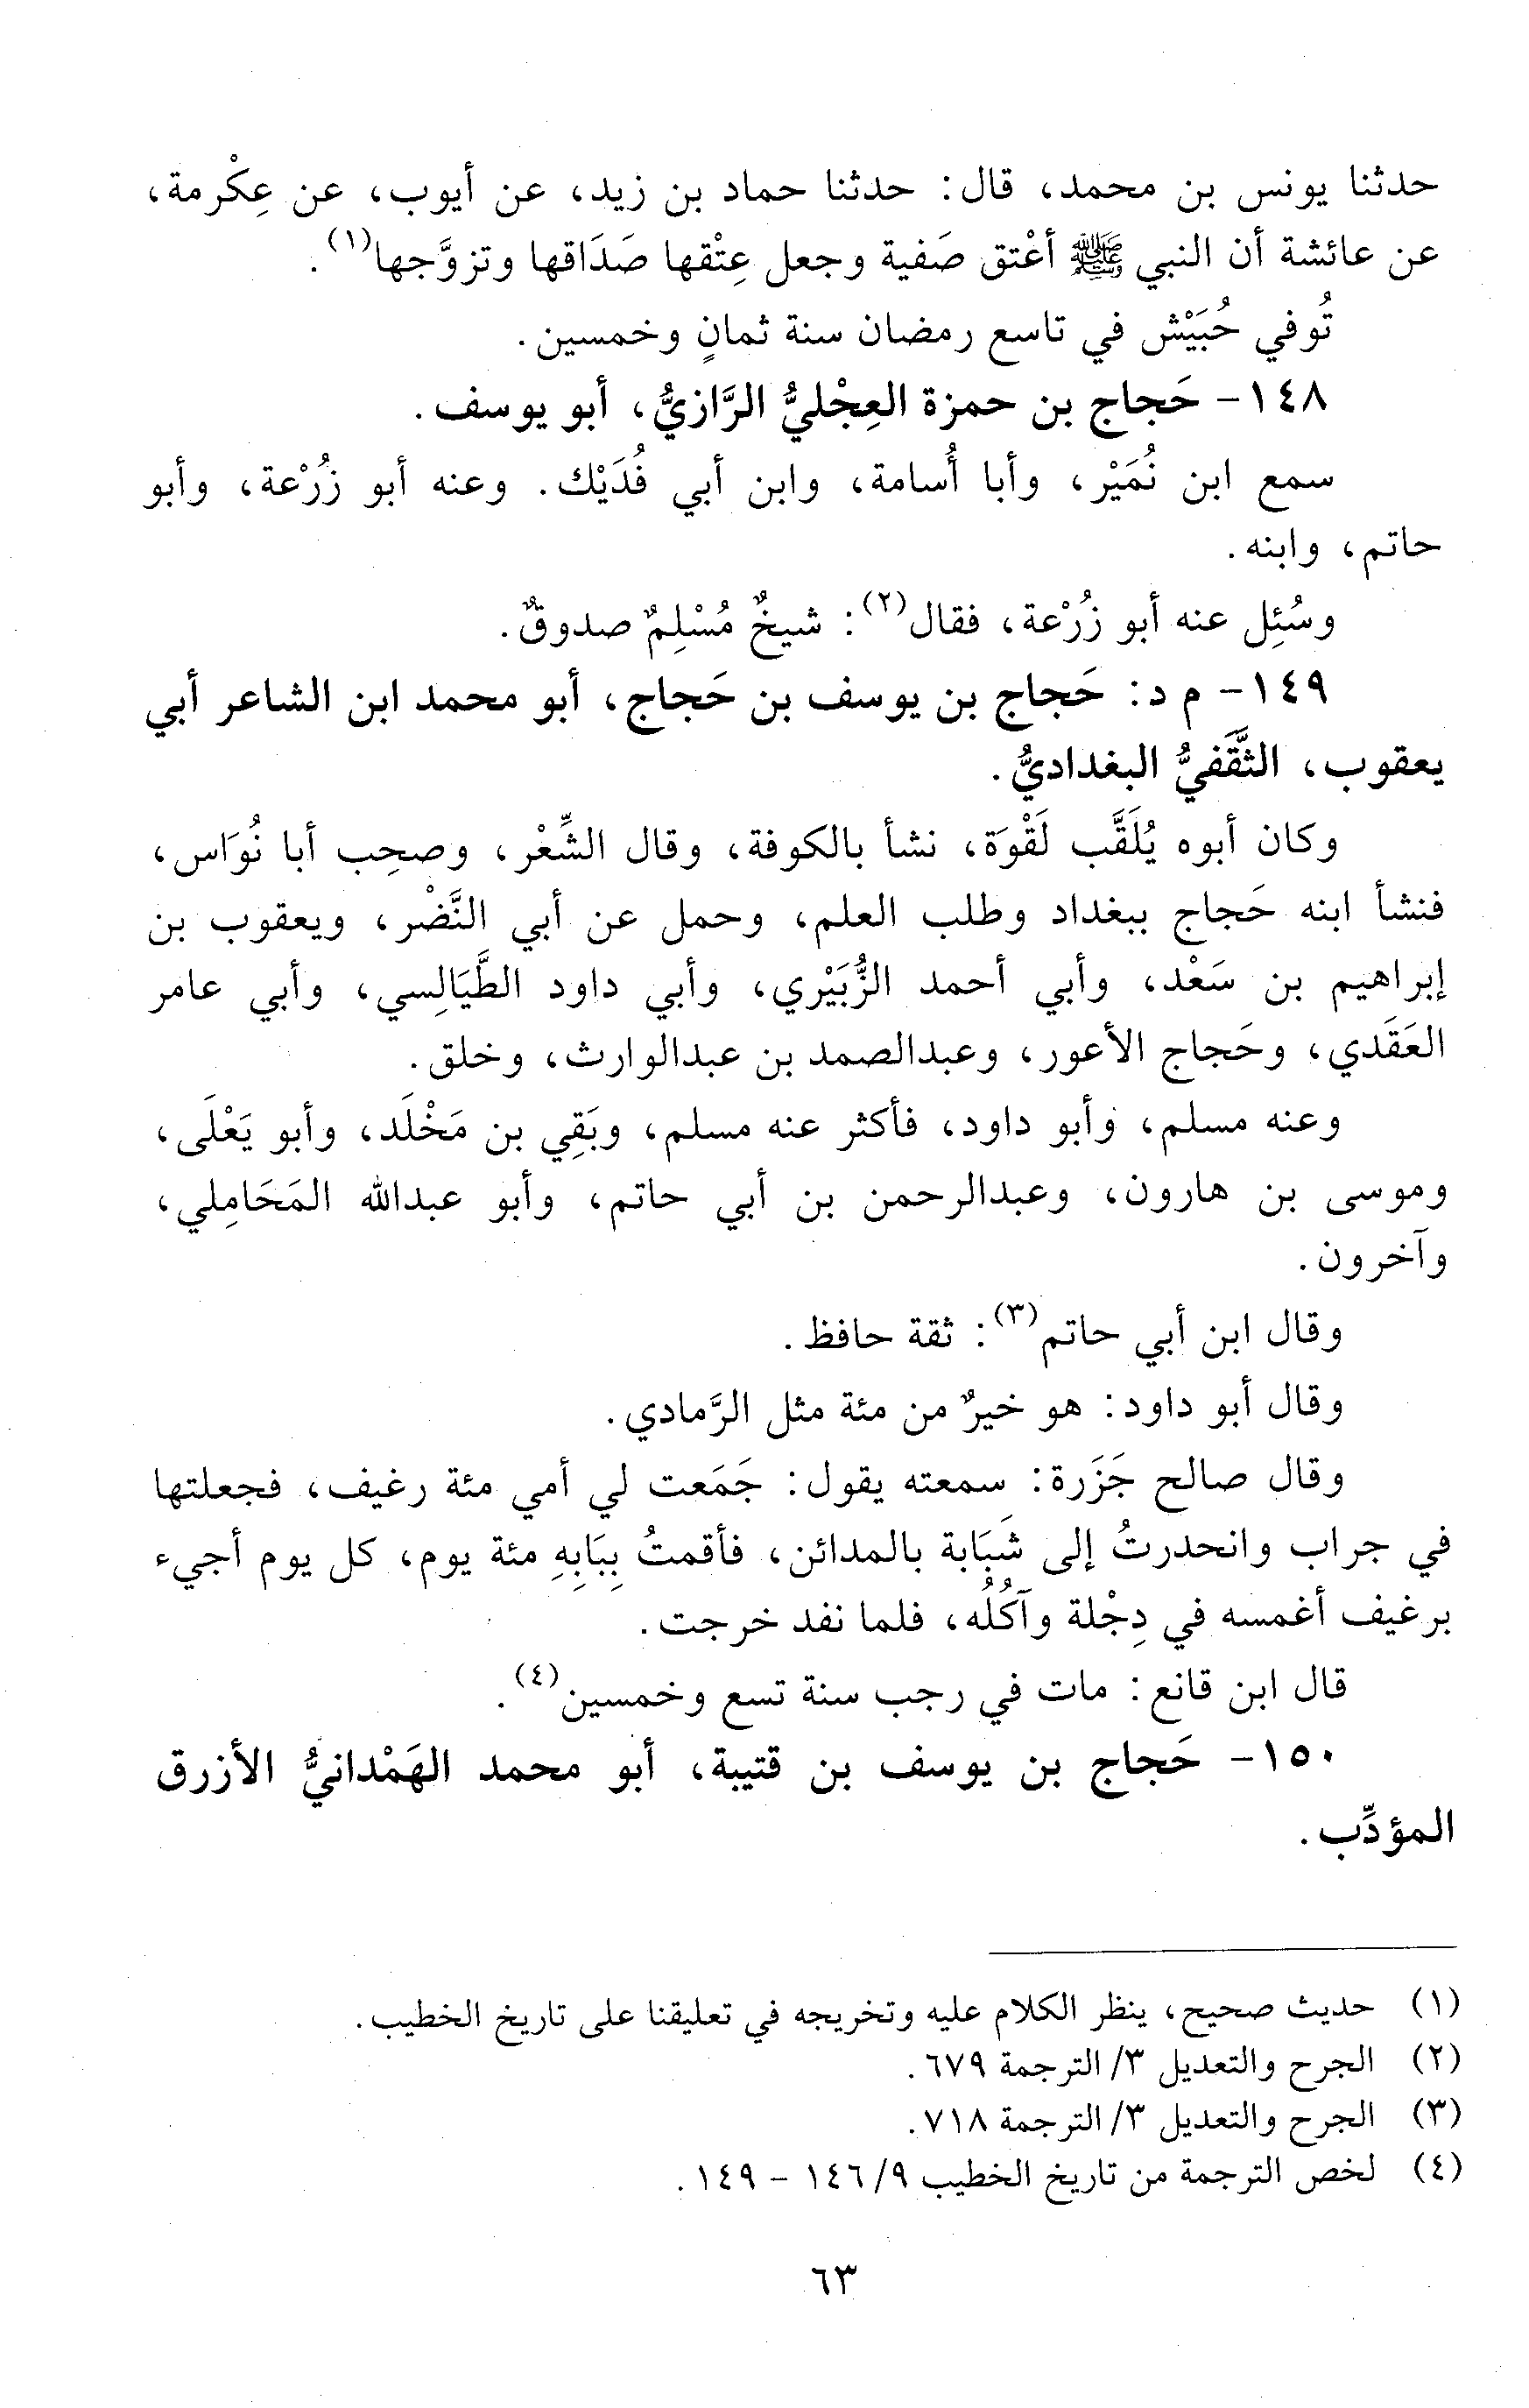 حدثنا يونس بن محمد، قال: حدثنا حماد بن زيد، عن أيوب، عن عِكْرمة،
عن عائشة أن النبي ﷺ أعْتق صَفية وجعل عِتْقها صَدَاقها وتزوَّجها(١).
تُوفي حُبَيْش في تاسع رمضان سنة ثمانٍ وخمسين.
١٤٨- حَجاج بن حمزة العِجْليُّ الرَّازيُّ، أبو يوسف.
سمع ابن نُمَيْر، وأبا أُسامة، وابن أبي فُدَيْك. وعنه أبو زُرْعة، وأبو
حاتم، وابنه.
وسُئِل عنه أبو زُرْعة، فقال(٢): شيخٌ مُسْلِمٌ صدوقٌ.
١٤٩- م د: حَجاج بن يوسف بن حَجاج، أبو محمد ابن الشاعر أبي
يعقوب، الثَّقَفيُّ البغداديُّ.
وكان أبوه يُلَقَّب لَقْوَة، نشأ بالكوفة، وقال الشِّعْر، وصحِب أبا نُوَاس،
فنشأ ابنه حَجاج ببغداد وطلب العلم، وحمل عن أبي النَّضْر، ويعقوب بن
إبراهيم بن سَعْد، وأبي أحمد الزُّبَيْري، وأبي داود الطَّيَالِسي، وأبي عامر
العَقَدي، وحَجاج الأعور، وعبدالصمد بن عبدالوارث، وخلق.
وعنه مسلم، وأبو داود، فأكثر عنه مسلم، وبَقِي بن مَخْلَد، وأبو يَعْلَى،
وموسى بن هارون، وعبدالرحمن بن أبي حاتم، وأبو عبدالله المَحَامِلي،
وآخرون.
وقال ابن أبي حاتم(٣): ثقة حافظ.
وقال أبو داود: هو خيرٌ من مئة مثل الرَّمادي.
وقال صالح جَزَرة: سمعته يقول: جَمَعت لي أمي مئة رغيف، فجعلتها
في جراب وانحدرتُ إلى شَبَابة بالمدائن، فأقمتُ بِبَابِهِ مئة يوم، كل يوم أجيء
برغيف أغمسه في دِجْلة وآكُلُه، فلما نفد خرجت.
قال ابن قانع: مات في رجب سنة تسع وخمسين(٤).
١٥٠- حَجاج بن يوسف بن قتيبة، أبو محمد الهَمْدانيُّ الأزرق
المؤدِّب.
(١) حديث صحيح، ينظر الكلام عليه وتخريجه في تعليقنا على تاريخ الخطيب.
(٢) الجرح والتعديل ٣/ الترجمة ٦٧٩.
(٣) الجرح والتعديل ٣/ الترجمة ٧١٨.
(٤) لخص الترجمة من تاريخ الخطيب ٩/ ١٤٦ - ١٤٩.
٦٣